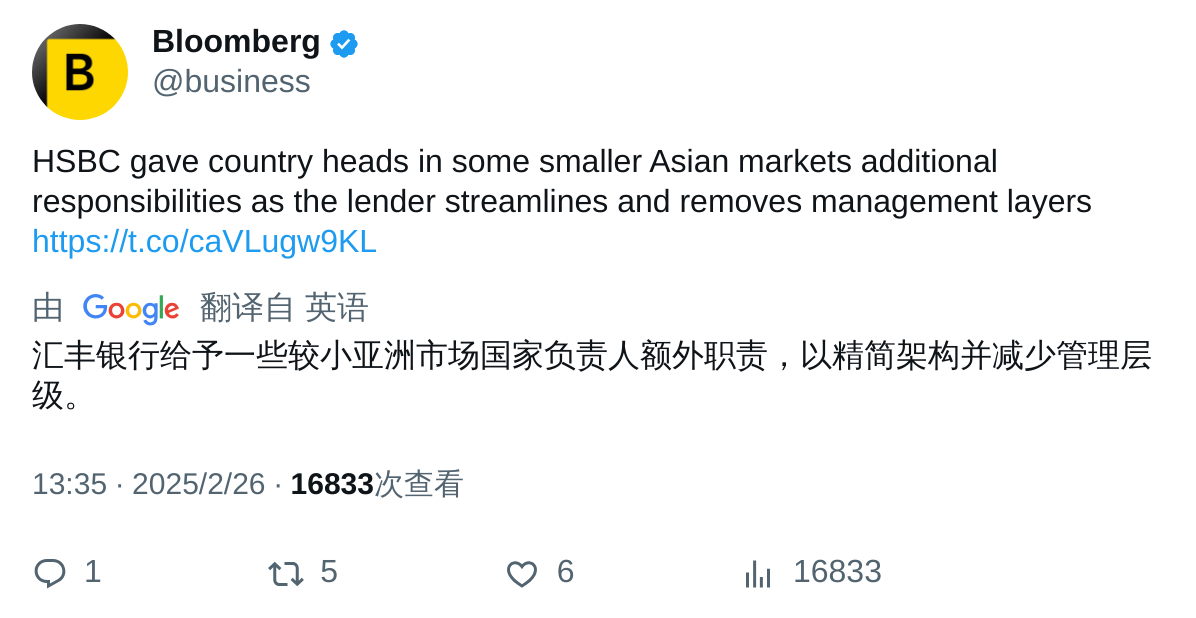 B
Bloomberg
@business
HSBC gave country heads in some smaller Asian markets additional
responsibilities as the lender streamlines and removes management layers
https://t.co/caVLugw9KL
由 Google 翻译自 英语
汇丰银行给予一些较小亚洲市场国家负责人额外职责，以精简架构并减少管理层
级。
13:35 · 2025/2/26 · 16833次查看
1 5 6 16833